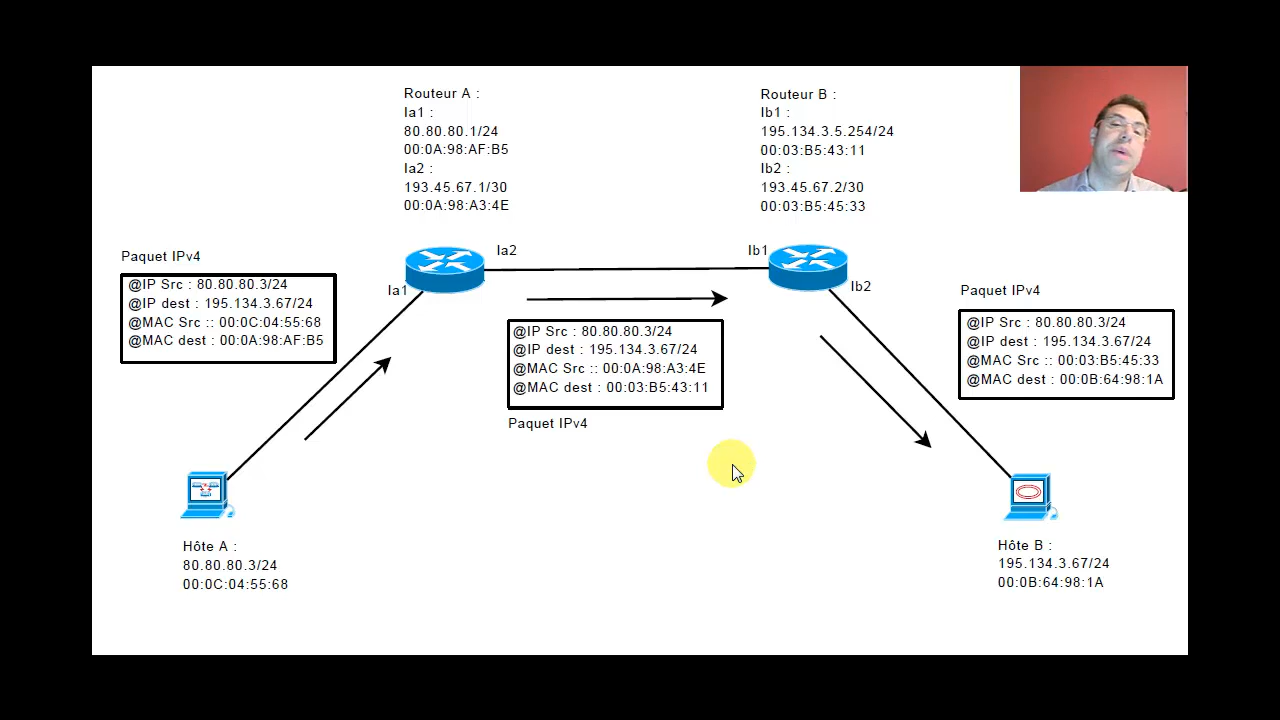 Routeur A :
Ia1 :
80.80.80.1/24
00:0A:98:AF:B5
Ia2 :
193.45.67.1/30
00:0A:98:A3:4E
Routeur B :
Ib1 :
195.134.3.5.254/24
00:03:B5:43:11
Ib2 :
193.45.67.2/30
00:03:B5:45:33
Ia2
Ib1
Ia1
Ib2
Paquet IPv4
@IP Src : 80.80.80.3/24
@IP dest : 195.134.3.67/24
@MAC Src :: 00:0C:04:55:68
@MAC dest : 00:0A:98:AF:B5
@IP Src : 80.80.80.3/24
@IP dest : 195.134.3.67/24
@MAC Src :: 00:0A:98:A3:4E
@MAC dest : 00:03:B5:43:11
Paquet IPv4
Paquet IPv4
@IP Src : 80.80.80.3/24
@IP dest : 195.134.3.67/24
@MAC Src :: 00:03:B5:45:33
@MAC dest : 00:0B:64:98:1A
Hôte A :
80.80.80.3/24
00:0C:04:55:68
Hôte B :
195.134.3.67/24
00:0B:64:98:1A